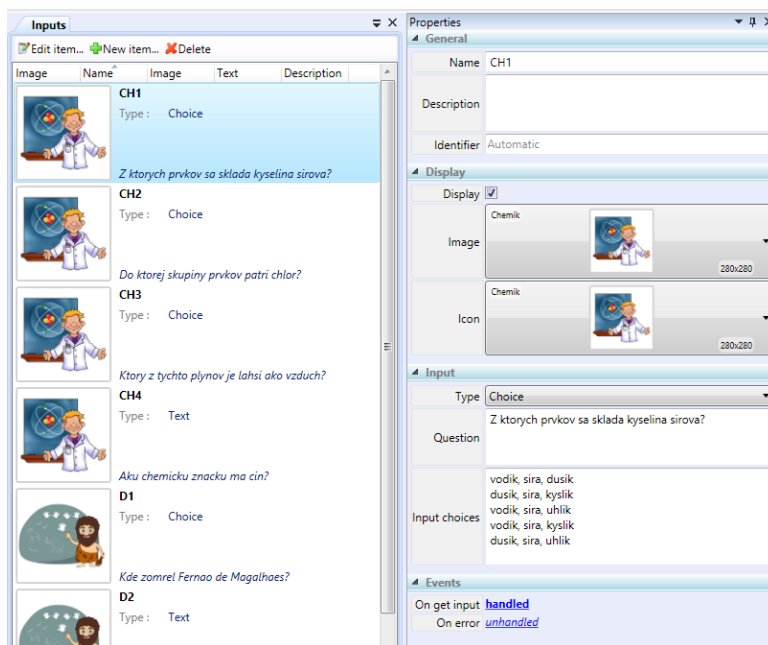 Inputs
Edit item... New item... Delete
Image Name Image Text Description
CH1
Type : Choice
Z ktorych prvkov sa sklada kyselina sirova?
CH2
Type : Choice
Do ktorej skupiny prvkov patri chlor?
CH3
Type : Choice
Ktory z tychto plynov je lahsi ako vzduch?
CH4
Type : Text
Aku chemicku znacku ma cin?
D1
Type : Choice
Kde zomrel Fernao de Magalhaes?
D2
Type : Text
Properties
General
Name CH1
Description
Identifier Automatic
Display
Display
Image Chemik
280x280
Icon Chemik
280x280
Input
Type Choice
Question Z ktorych prvkov sa sklada kyselina sirova?
Input choices
vodik, sira, dusik
dusik, sira, kyslik
vodik, sira, uhlik
vodik, sira, kyslik
dusik, sira, uhlik
Events
On get input handled
On error unhandled